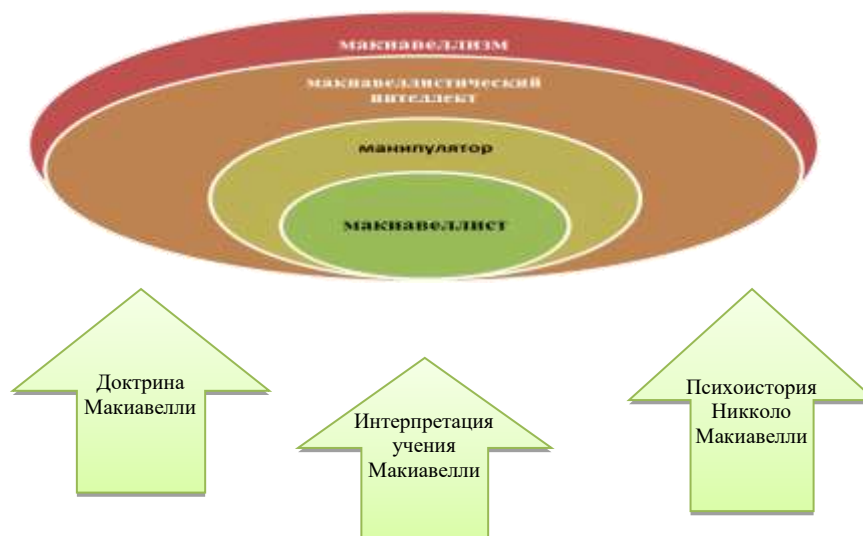 макиавеллизм
макиавеллистический
интеллект
манипулятор
макиавеллист
Доктрина
Макиавелли
Интерпретация
учения
Макиавелли
Психоистория
Никколо
Макиавелли